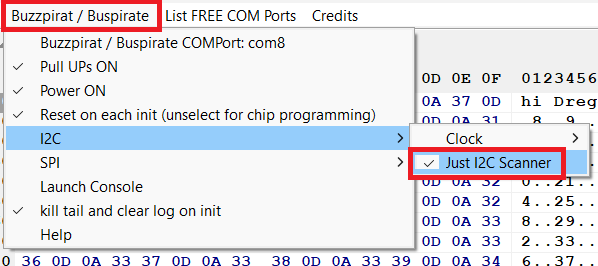 Buzzpirat / Buspirate List FREE COM Ports Credits
Buzzpirat / Buspirate COMPort: com8
Pull UPs ON
Power ON
Reset on each init (unselect for chip programming)
I2C
SPI
Launch Console
kill tail and clear log on init
Help
Clock
Just I2C Scanner
0D 0E 0F 0123456
0A 37 0D hi Dreg
0D 0A 31 8..9..
0A 32 0..21.
0A 32 4..25.
0D 0A 32 8..29.
0D 0A 33 2..33.
0D 0A 33
0 36 0D 0A 33 37 0D 0A 33 38 0D 0A 33 39 0D 0A 34 6..37.